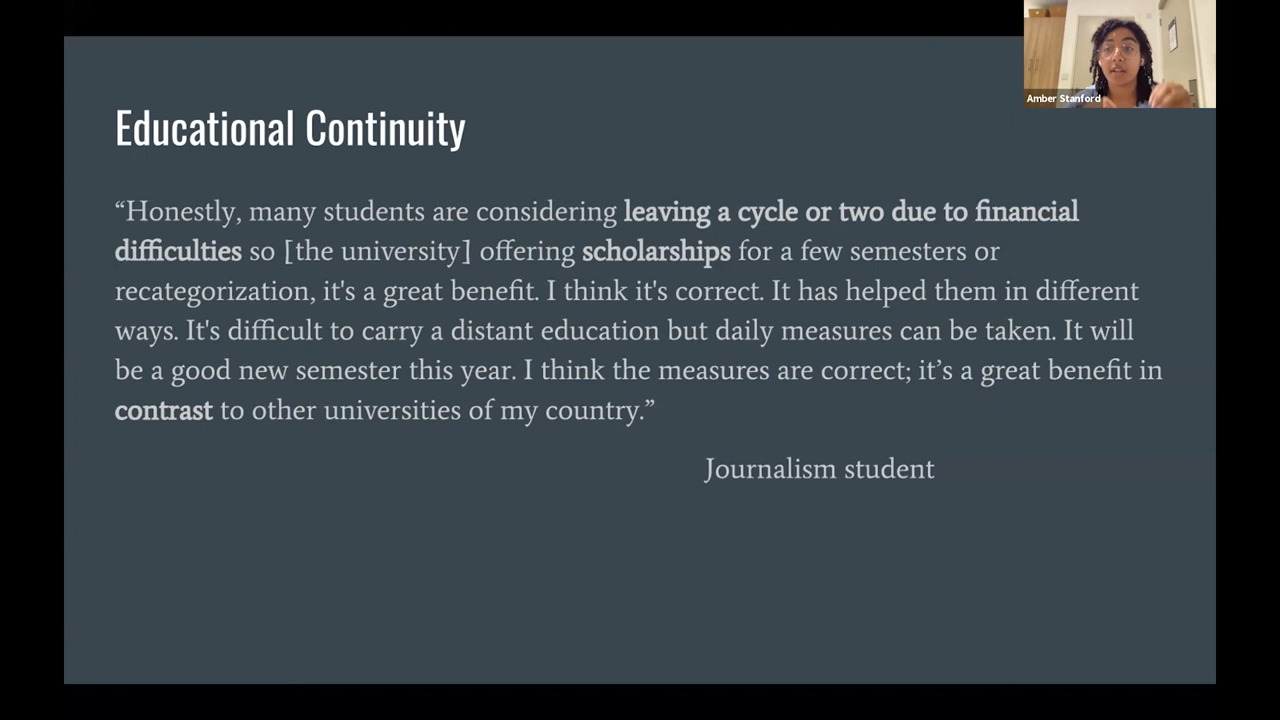 Amber Stanford
Educational Continuity
“Honestly, many students are considering leaving a cycle or two due to financial
difficulties so [the university] offering scholarships for a few semesters or
recategorization, it's a great benefit. I think it's correct. It has helped them in different
ways. It's difficult to carry a distant education but daily measures can be taken. It will
be a good new semester this year. I think the measures are correct; it’s a great benefit in
contrast to other universities of my country.”
Journalism student